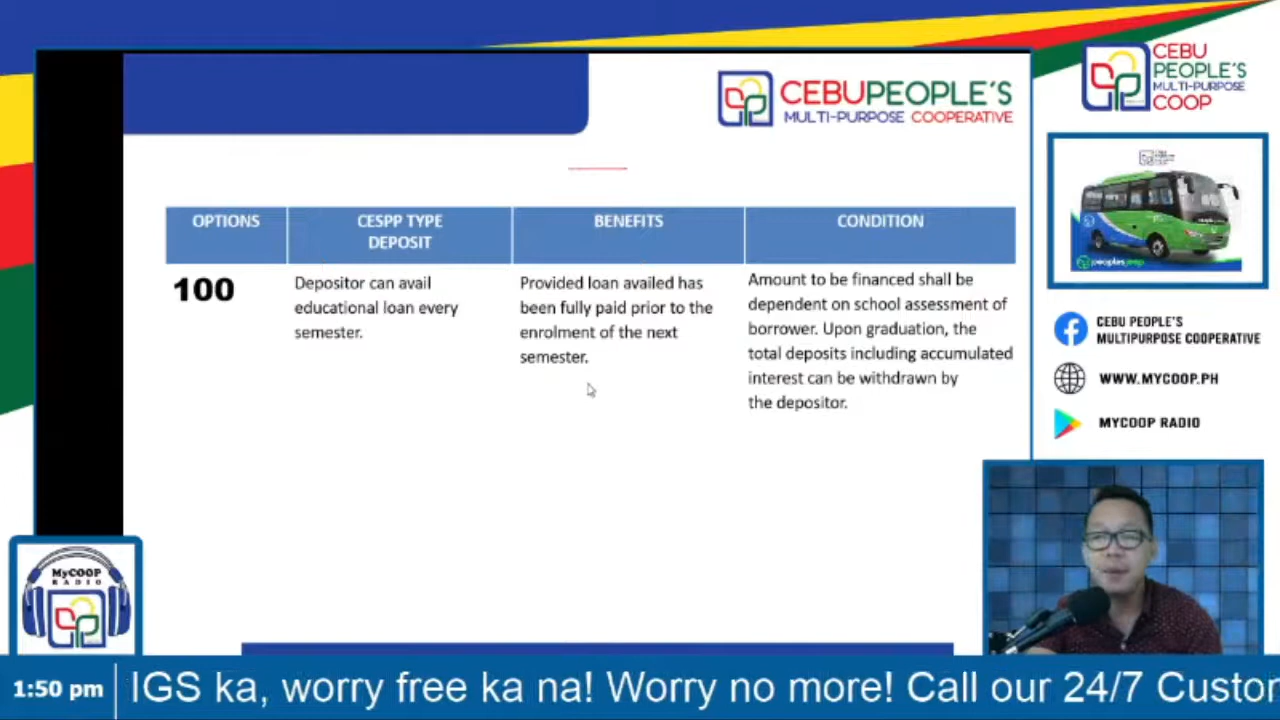 CEBUPEOPLE'S
MULTI-PURPOSE COOPERATIVE
CEBU
PEOPLE'S
MULTI-PURPOSE
COOP
OPTIONS
CESPP TYPE
DEPOSIT
BENEFITS
CONDITION
100
Depositor can avail
educational loan every
semester.
Provided loan availed has
been fully paid prior to the
enrolment of the next
semester.
Amount to be financed shall be
dependent on school assessment of
borrower. Upon graduation, the
total deposits including accumulated
interest can be withdrawn by
the depositor.
CEBU PEOPLE'S
MULTIPURPOSE COOPERATIVE
WWW.MYCOOP.PH
MYCOOP RADIO
MyCOOP
RADIO
1:50 pm
IGS ka, worry free ka na! Worry no more! Call our 24/7 Custor